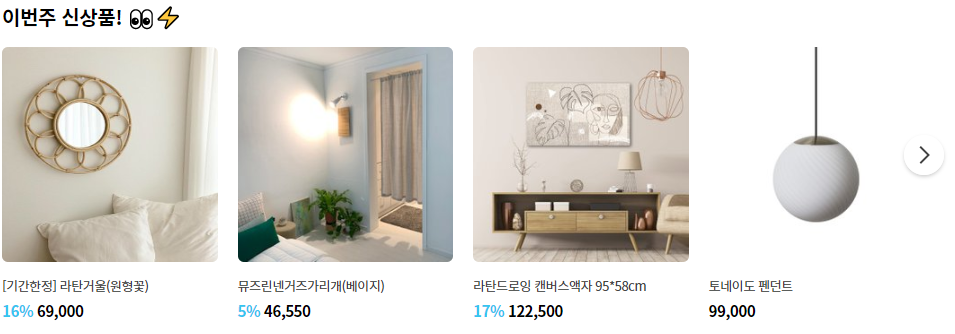 이번주 신상품! 👀⚡
[기간한정] 라탄거울(원형꽃)
16% 69,000
뮤즈린넨거즈가리개(베이지)
5% 46,550
라탄드로잉 캔버스액자 95*58cm
17% 122,500
토네이도 펜던트
99,000